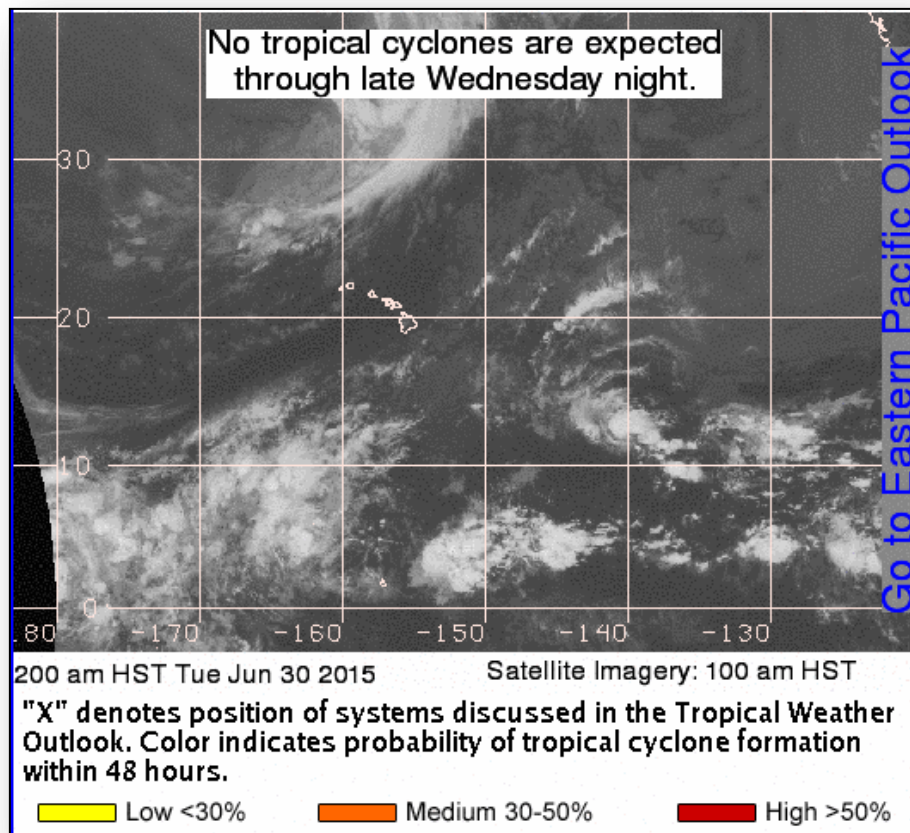 No tropical cyclones are expected
through late Wednesday night.
Go to Eastern Pacific Outlook
30
20
10
0
180 -170 -160 -150 -140 -130
200 am HST Tue Jun 30 2015 Satellite Imagery: 100 am HST
"X" denotes position of systems discussed in the Tropical Weather
Outlook. Color indicates probability of tropical cyclone formation
within 48 hours.
Low <30% Medium 30-50% High >50%